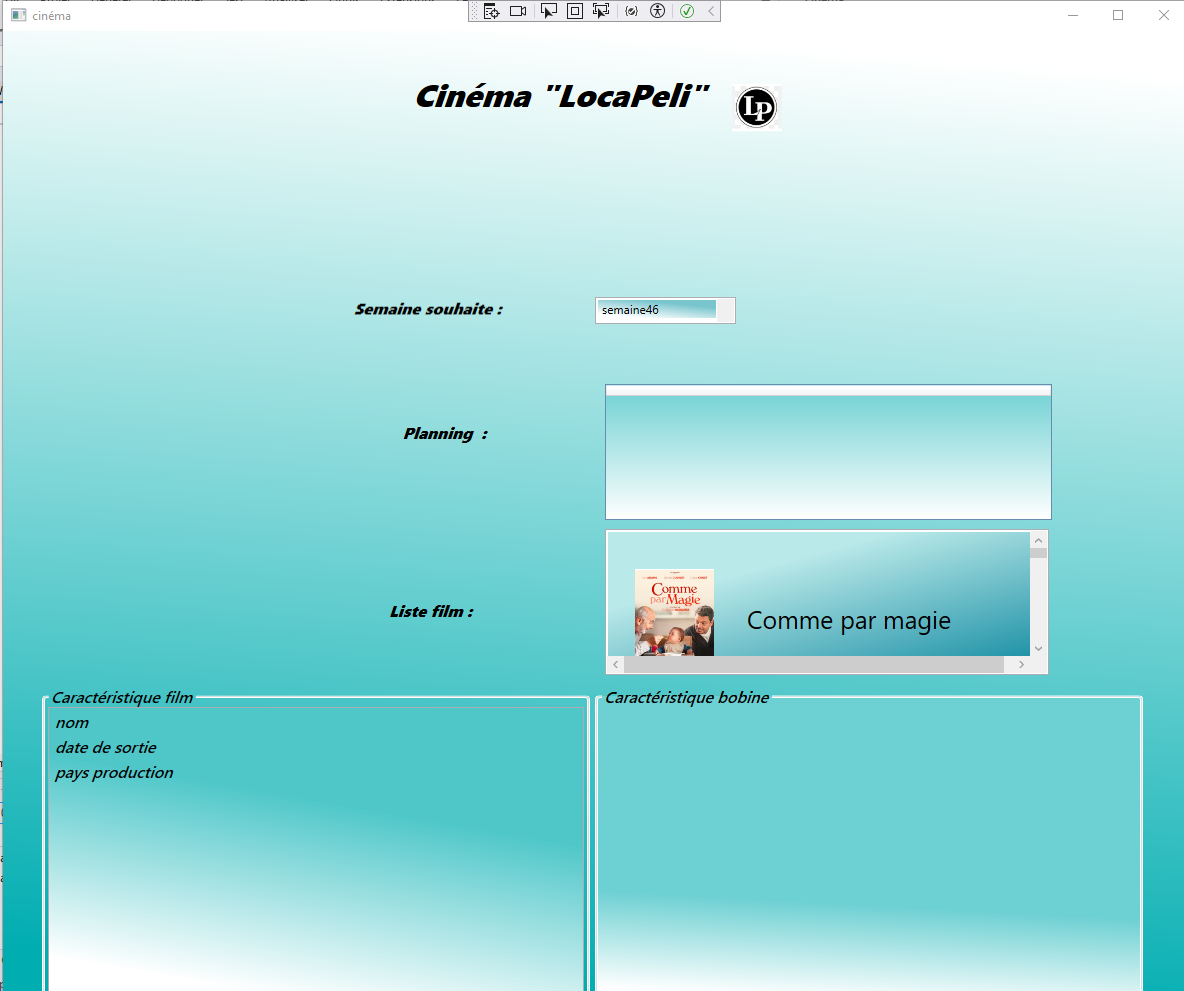 cinéma
Cinéma "LocaPeli"
LP
Semaine souhaite :
semaine46
Planning :
Liste film :
Comme
par Magie
Comme par magie
Caractéristique film
nom
date de sortie
pays production
Caractéristique bobine